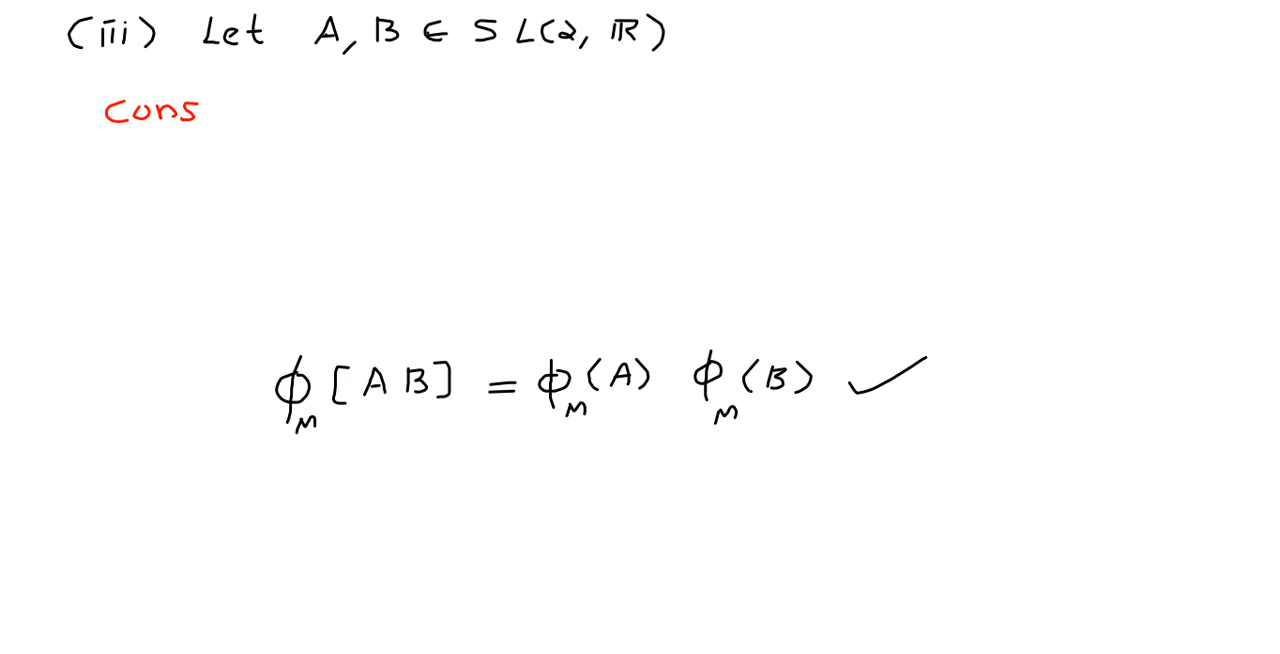 (iii) Let A, B ∈ SL(2, ℝ)
Cons
ϕ_M [A B] = ϕ_M (A) ϕ_M (B) ✓